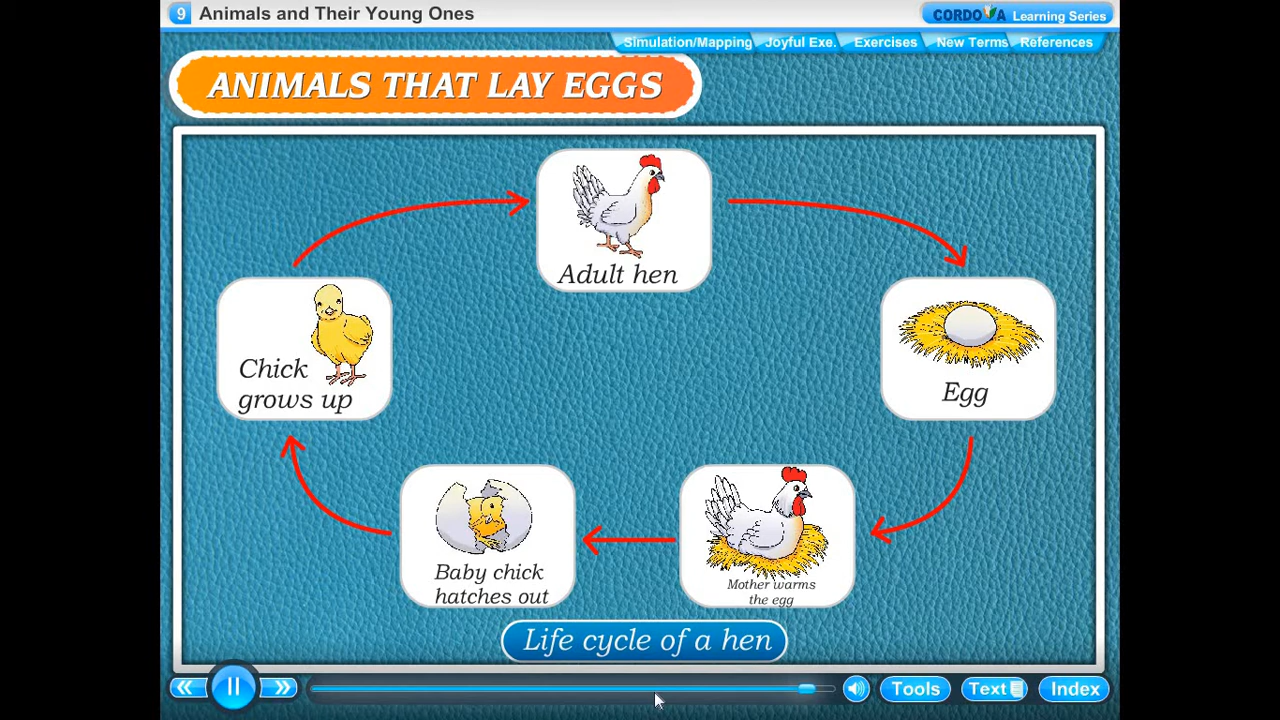 9 Animals and Their Young Ones
CORDOVA Learning Series
Simulation/Mapping Joyful Exe. Exercises New Terms References
ANIMALS THAT LAY EGGS
Adult hen
Chick
grows up
Egg
Baby chick
hatches out
Mother warms
the egg
Life cycle of a hen
Tools Text Index